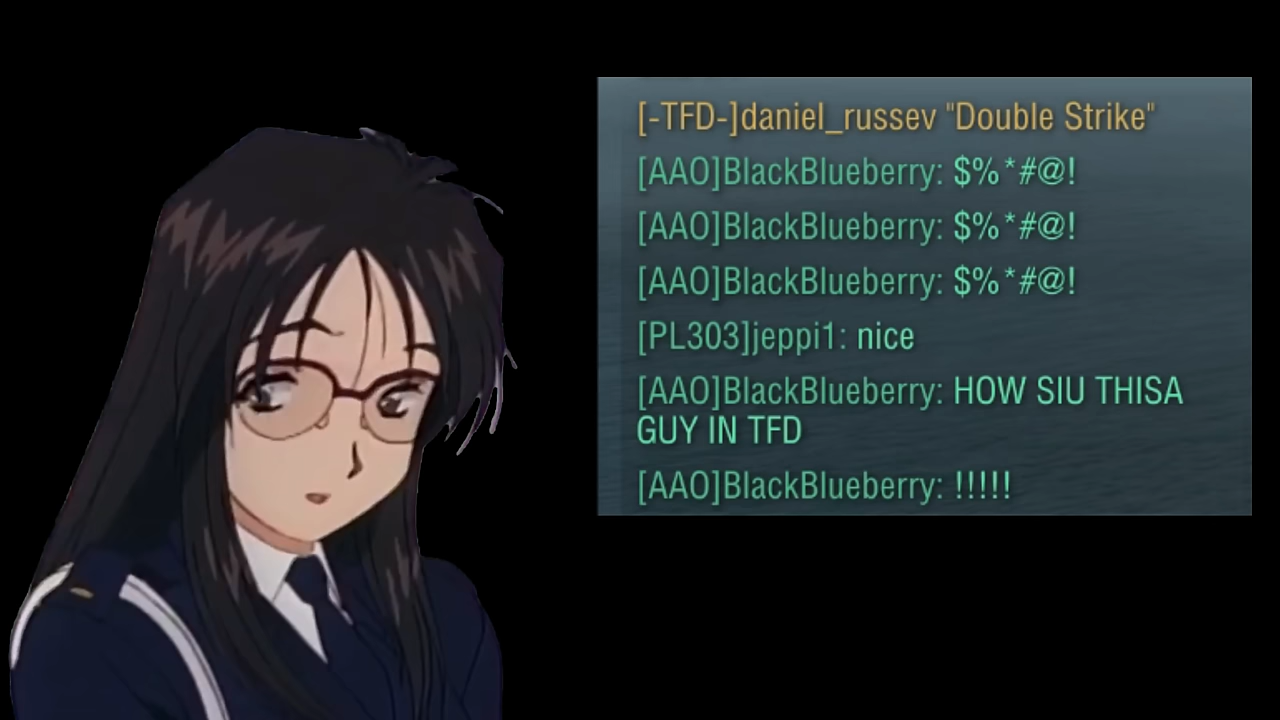 [-TFD-]daniel_russev "Double Strike"
[AAO]BlackBlueberry: $%*#@!
[AAO]BlackBlueberry: $%*#@!
[AAO]BlackBlueberry: $%*#@!
[PL303]jeppi1: nice
[AAO]BlackBlueberry: HOW SIU THISA
GUY IN TFD
[AAO]BlackBlueberry: !!!!!